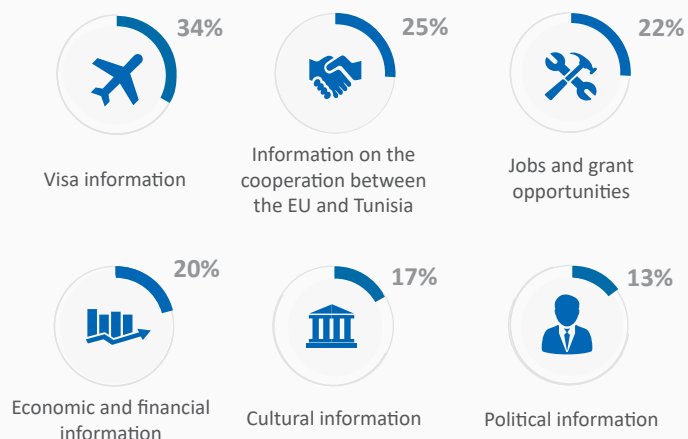 34%
Visa information
25%
Information on the
cooperation between
the EU and Tunisia
22%
Jobs and grant
opportunities
20%
Economic and financial
information
17%
Cultural information
13%
Political information